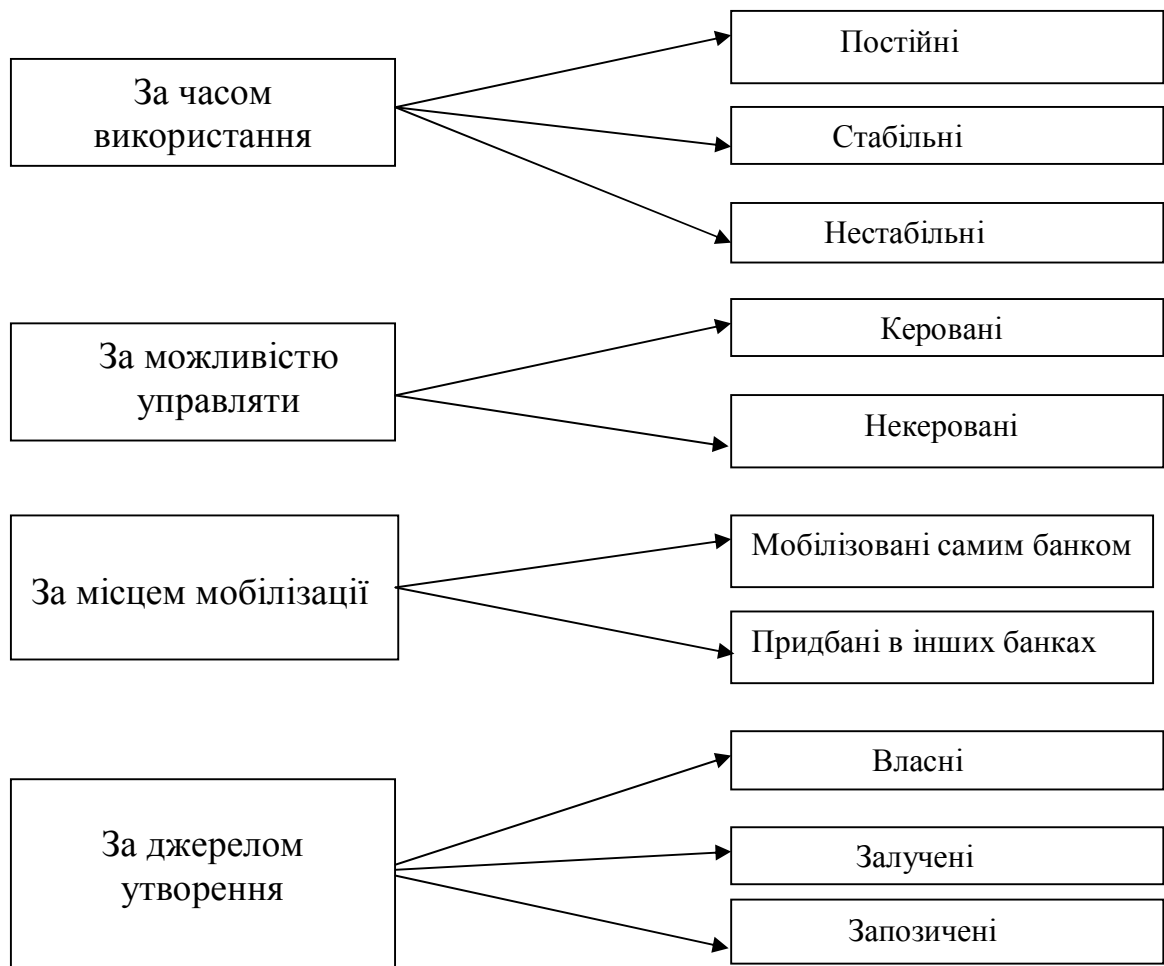 За часом
використання
Постійні
Стабільні
Нестабільні
За можливістю
управляти
Керовані
Некеровані
За місцем мобілізації
Мобілізовані самим банком
Придбані в інших банках
За джерелом
утворення
Власні
Залучені
Запозичені